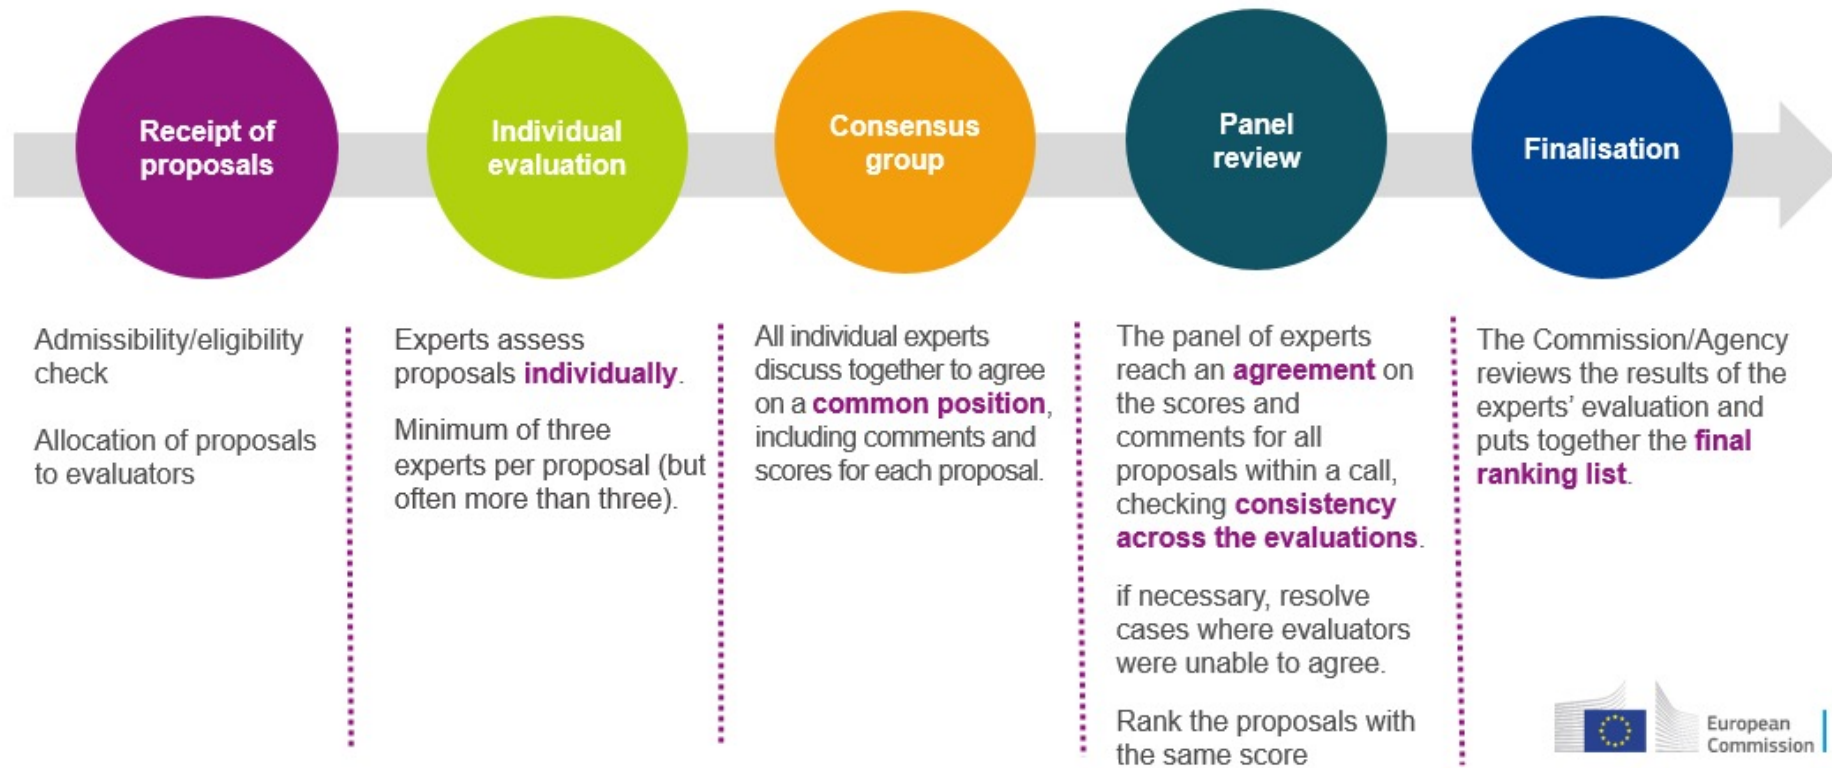 Receipt of
proposals
Individual
evaluation
Consensus
group
Panel
review
Finalisation
Admissibility/eligibility
check
Allocation of proposals
to evaluators
Experts assess
proposals individually.
Minimum of three
experts per proposal (but
often more than three).
All individual experts
discuss together to agree
on a common position,
including comments and
scores for each proposal.
The panel of experts
reach an agreement on
the scores and
comments for all
proposals within a call,
checking consistency
across the evaluations.
if necessary, resolve
cases where evaluators
were unable to agree.
Rank the proposals with
the same score
The Commission/Agency
reviews the results of the
experts’ evaluation and
puts together the final
ranking list.
European
Commission